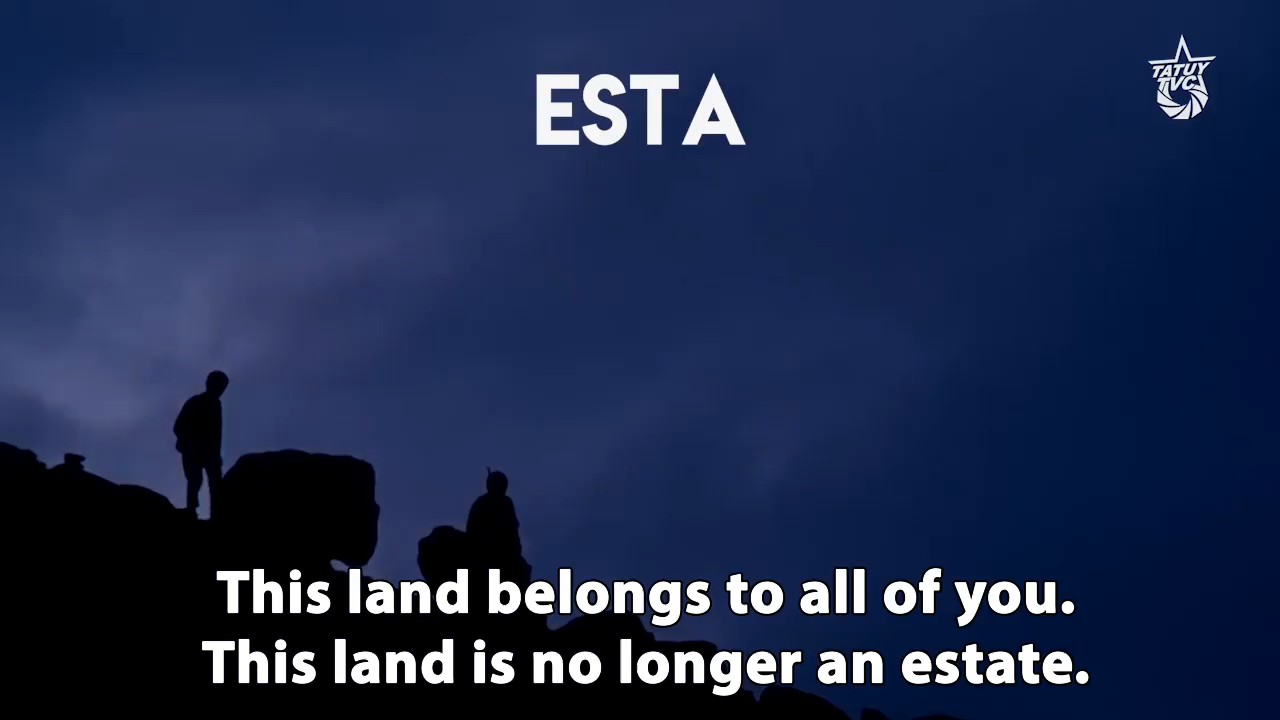 ESTA
TATUY
TVC
This land belongs to all of you.
This land is no longer an estate.